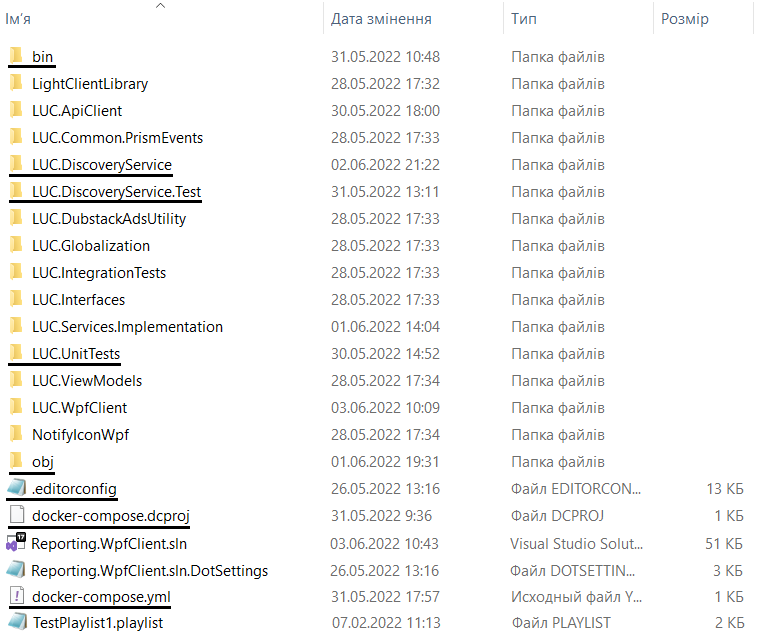 Ім'я Дата змінення Тип Розмір
bin 31.05.2022 10:48 Папка файлів
LightClientLibrary 28.05.2022 17:32 Папка файлів
LUC.ApiClient 30.05.2022 18:00 Папка файлів
LUC.Common.PrismEvents 28.05.2022 17:33 Папка файлів
LUC.DiscoveryService 02.06.2022 21:22 Папка файлів
LUC.DiscoveryService.Test 31.05.2022 13:11 Папка файлів
LUC.DubstackAdsUtility 28.05.2022 17:33 Папка файлів
LUC.Globalization 28.05.2022 17:33 Папка файлів
LUC.IntegrationTests 28.05.2022 17:33 Папка файлів
LUC.Interfaces 28.05.2022 17:33 Папка файлів
LUC.Services.Implementation 01.06.2022 14:04 Папка файлів
LUC.UnitTests 30.05.2022 14:52 Папка файлів
LUC.ViewModels 28.05.2022 17:34 Папка файлів
LUC.WpfClient 03.06.2022 10:09 Папка файлів
NotifyIconWpf 28.05.2022 17:34 Папка файлів
obj 01.06.2022 19:31 Папка файлів
.editorconfig 26.05.2022 13:16 Файл EDITORCON... 13 КБ
docker-compose.dcproj 31.05.2022 9:36 Файл DCPROJ 1 КБ
Reporting.WpfClient.sln 03.06.2022 10:43 Visual Studio Solut... 51 КБ
Reporting.WpfClient.sln.DotSettings 26.05.2022 13:16 Файл DOTSETTIN... 3 КБ
docker-compose.yml 31.05.2022 17:57 Исходный файл Y... 1 КБ
TestPlaylist1.playlist 07.02.2022 11:13 Файл PLAYLIST 2 КБ